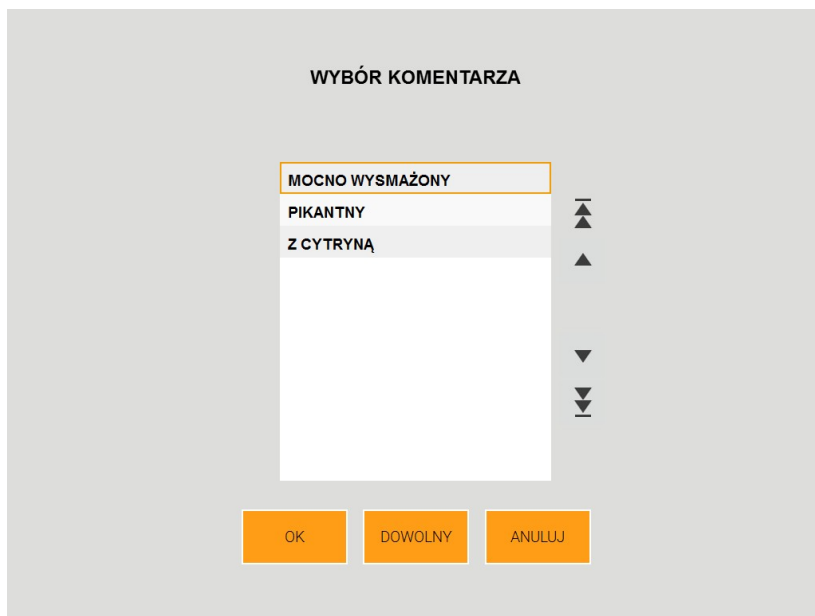 WYBÓR KOMENTARZA
MOCNO WYSMAŻONY
PIKANTNY
Z CYTRYNĄ
OK DOWOLNY ANULUJ